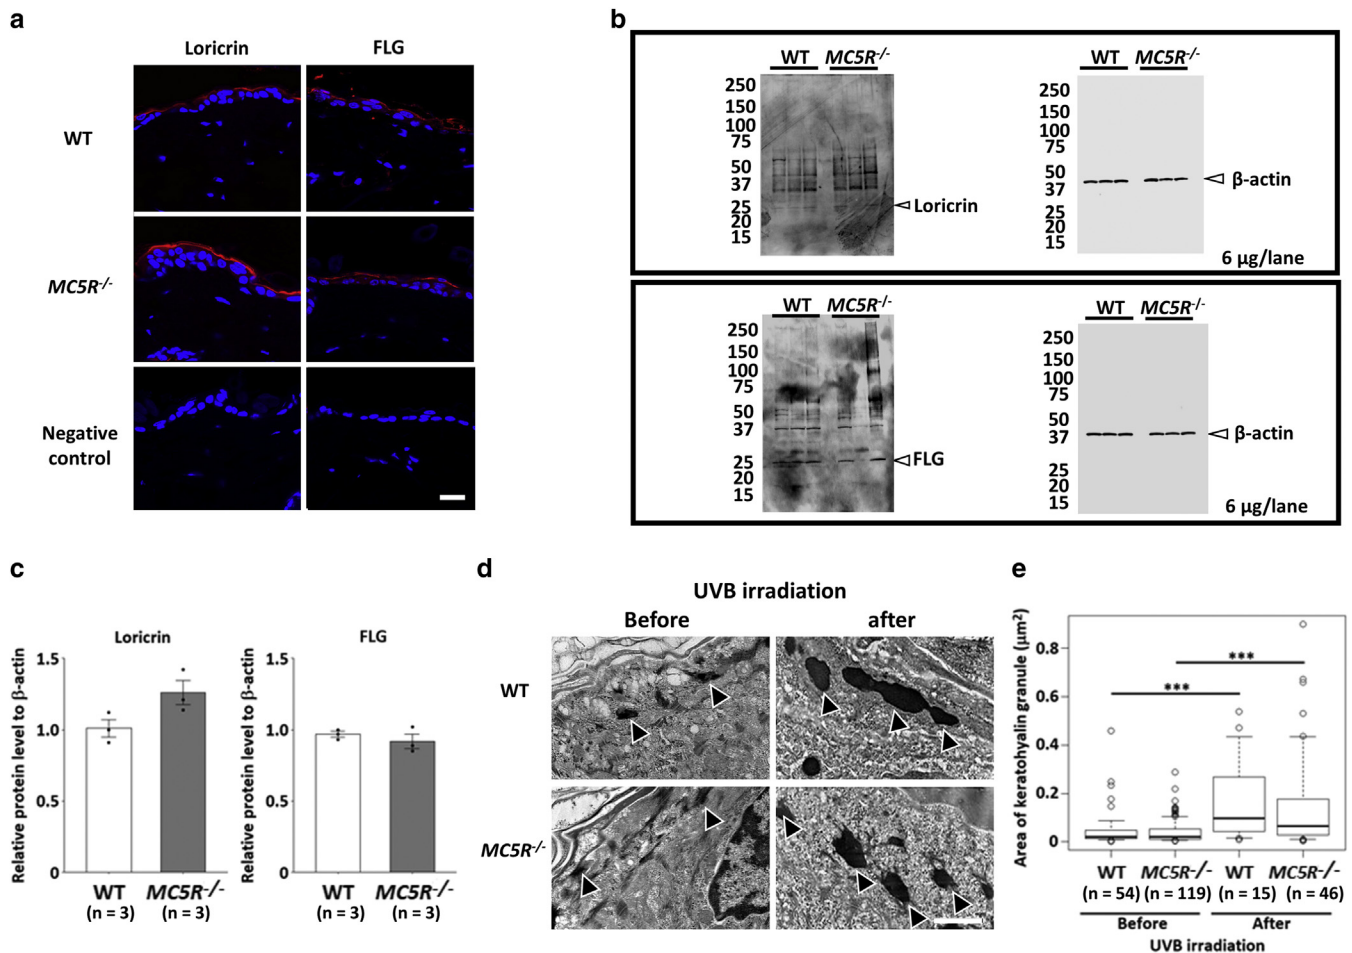 a
Loricrin FLG
WT
MC5R-/-
Negative
control
b
WT MC5R-/-
250
150
100
75
50
37
25
20
15
Loricrin
WT MC5R-/-
250
150
100
75
50
37
25
20
15
β-actin
6 µg/lane
WT MC5R-/-
250
150
100
75
50
37
25
20
15
FLG
WT MC5R-/-
250
150
100
75
50
37
25
20
15
β-actin
6 µg/lane
c
Loricrin
Relative protein level to β-actin
1.5
1.0
0.5
0
WT MC5R-/-
(n = 3) (n = 3)
FLG
Relative protein level to β-actin
1.5
1.0
0.5
0
WT MC5R-/-
(n = 3) (n = 3)
d
UVB irradiation
Before after
WT
MC5R-/-
e
Area of keratohyalin granule (µm²)
0.8
0.6
0.4
0.2
0
***
***
WT MC5R-/- WT MC5R-/-
(n = 54) (n = 119) (n = 15) (n = 46)
Before After
UVB irradiation